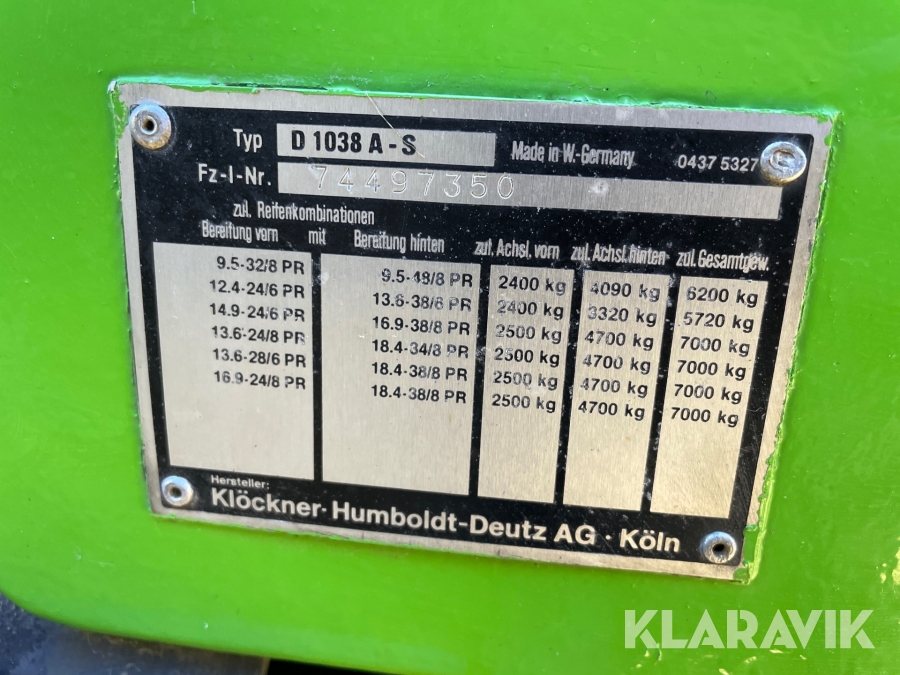 Typ D 1038 A - S Made in W.-Germany 0437 5327
Fz-I-Nr. 74497350
zul. Reifenkombinationen
Bereifung vorn mit Bereifung hinten zul. Achsl. vorn zul. Achsl. hinten zul. Gesamtgew.
9.5-32/8 PR 9.5-48/8 PR 2400 kg 4090 kg 6200 kg
12.4-24/6 PR 13.6-38/8 PR 2400 kg 3320 kg 5720 kg
14.9-24/6 PR 16.9-38/8 PR 2500 kg 4700 kg 7000 kg
13.6-24/8 PR 18.4-34/8 PR 2500 kg 4700 kg 7000 kg
13.6-28/6 PR 18.4-38/8 PR 2500 kg 4700 kg 7000 kg
16.9-24/8 PR 18.4-38/8 PR 2500 kg 4700 kg 7000 kg
Hersteller:
Klöckner-Humboldt-Deutz AG · Köln
KLARAVIK